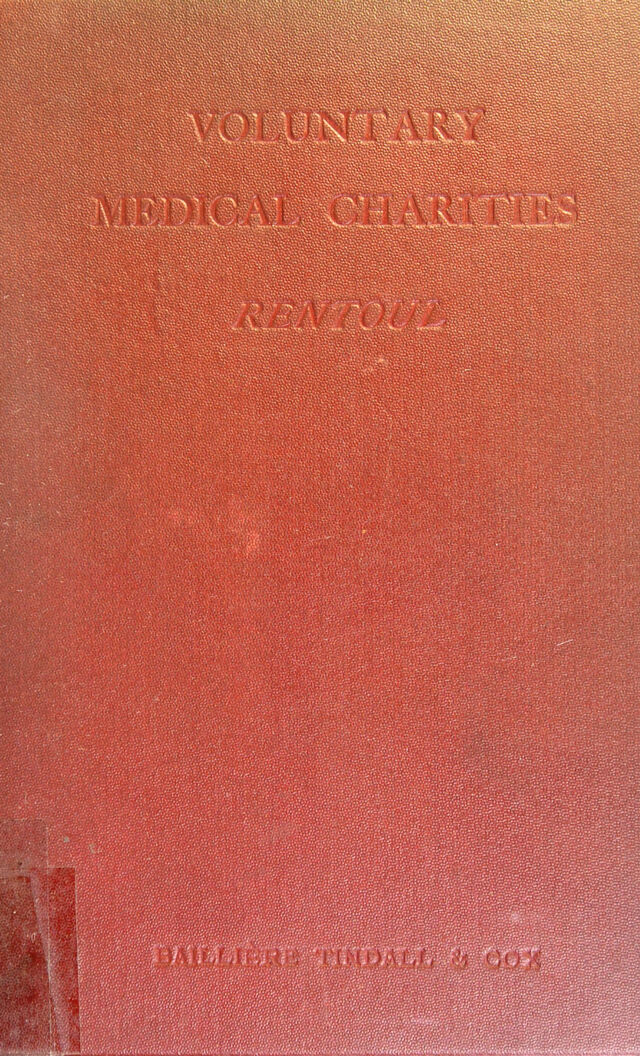 VOLUNTARY
MEDICAL CHARITIES
RENTOUL
BAILLIÈRE TINDALL & COX